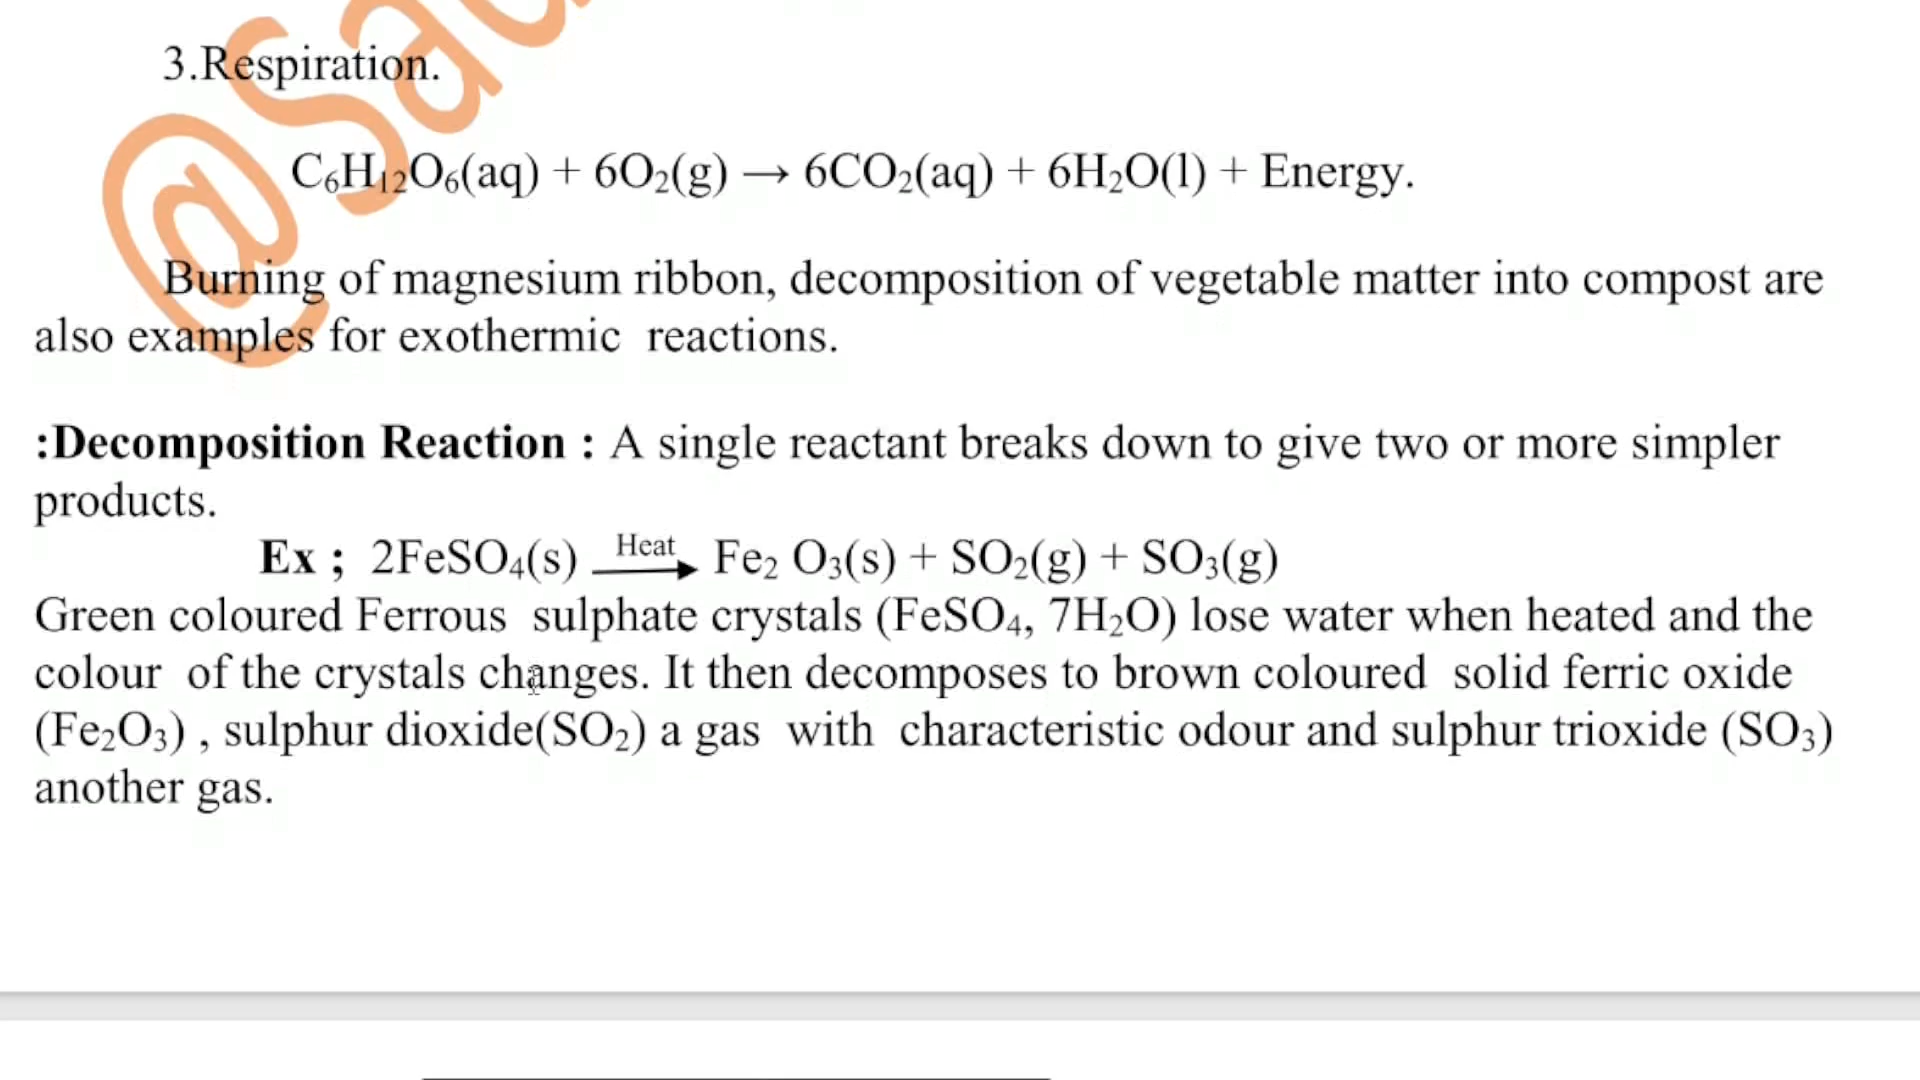 3.Respiration.
C₆H₁₂O₆(aq) + 6O₂(g) → 6CO₂(aq) + 6H₂O(l) + Energy.
Burning of magnesium ribbon, decomposition of vegetable matter into compost are
also examples for exothermic reactions.
:Decomposition Reaction : A single reactant breaks down to give two or more simpler
products.
Ex ; 2FeSO₄(s) Heat→ Fe₂ O₃(s) + SO₂(g) + SO₃(g)
Green coloured Ferrous sulphate crystals (FeSO₄, 7H₂O) lose water when heated and the
colour of the crystals changes. It then decomposes to brown coloured solid ferric oxide
(Fe₂O₃) , sulphur dioxide(SO₂) a gas with characteristic odour and sulphur trioxide (SO₃)
another gas.